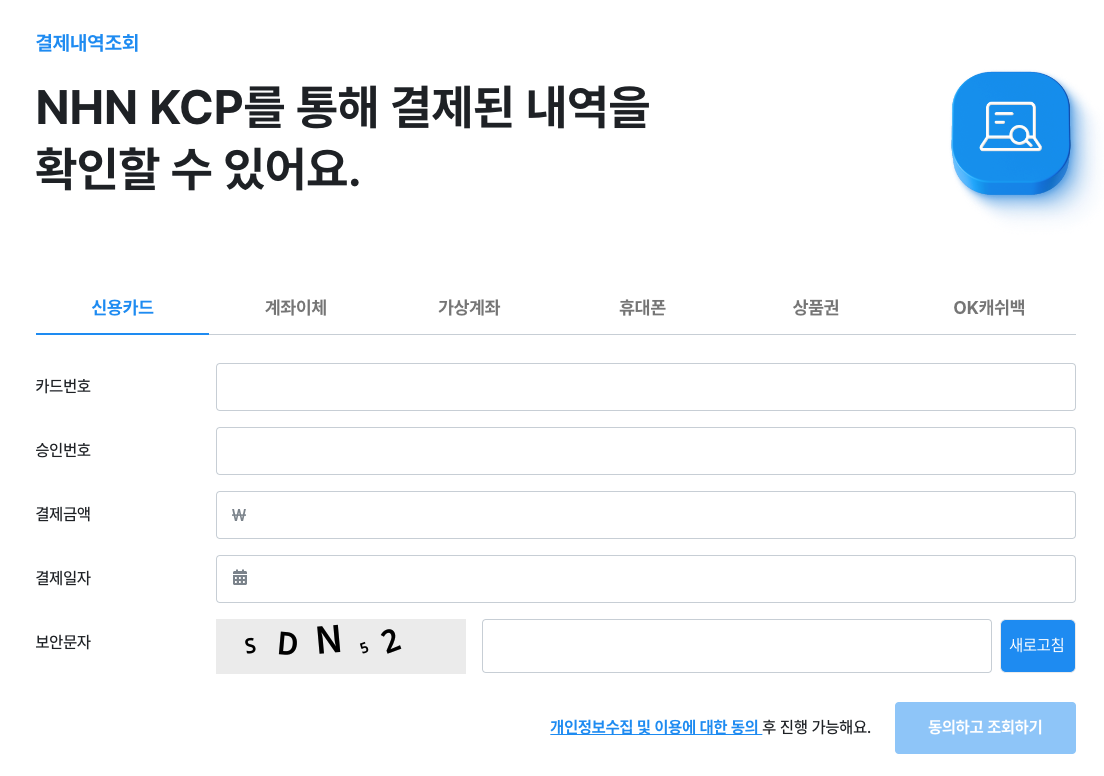 결제내역조회
NHN KCP를 통해 결제된 내역을
확인할 수 있어요.
신용카드 계좌이체 가상계좌 휴대폰 상품권 OK캐쉬백
카드번호
승인번호
결제금액 ₩
결제일자
보안문자 S D N 5 2 새로고침
개인정보수집 및 이용에 대한 동의 후 진행 가능해요. 동의하고 조회하기